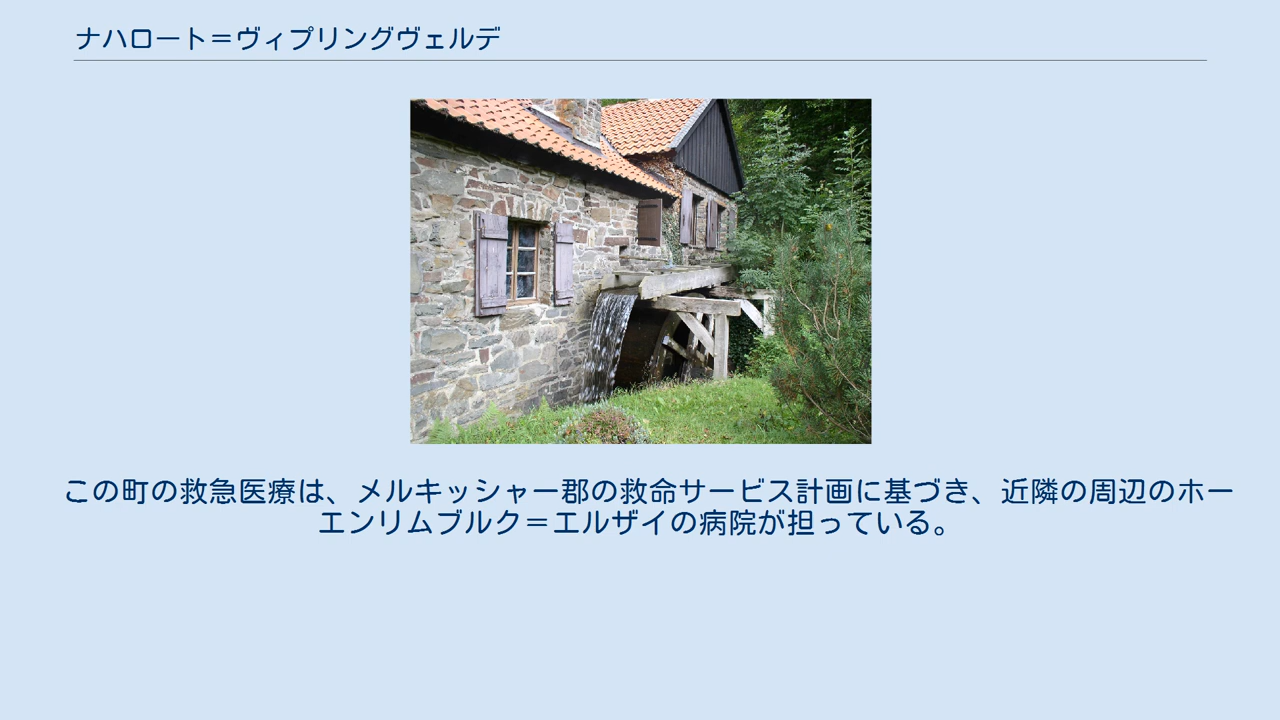 ナハロート＝ヴィプリングヴェルデ
この町の救急医療は、メルキッシャー郡の救命サービス計画に基づき、近隣の周辺のホー
エンリムブルク＝エルザイの病院が担っている。